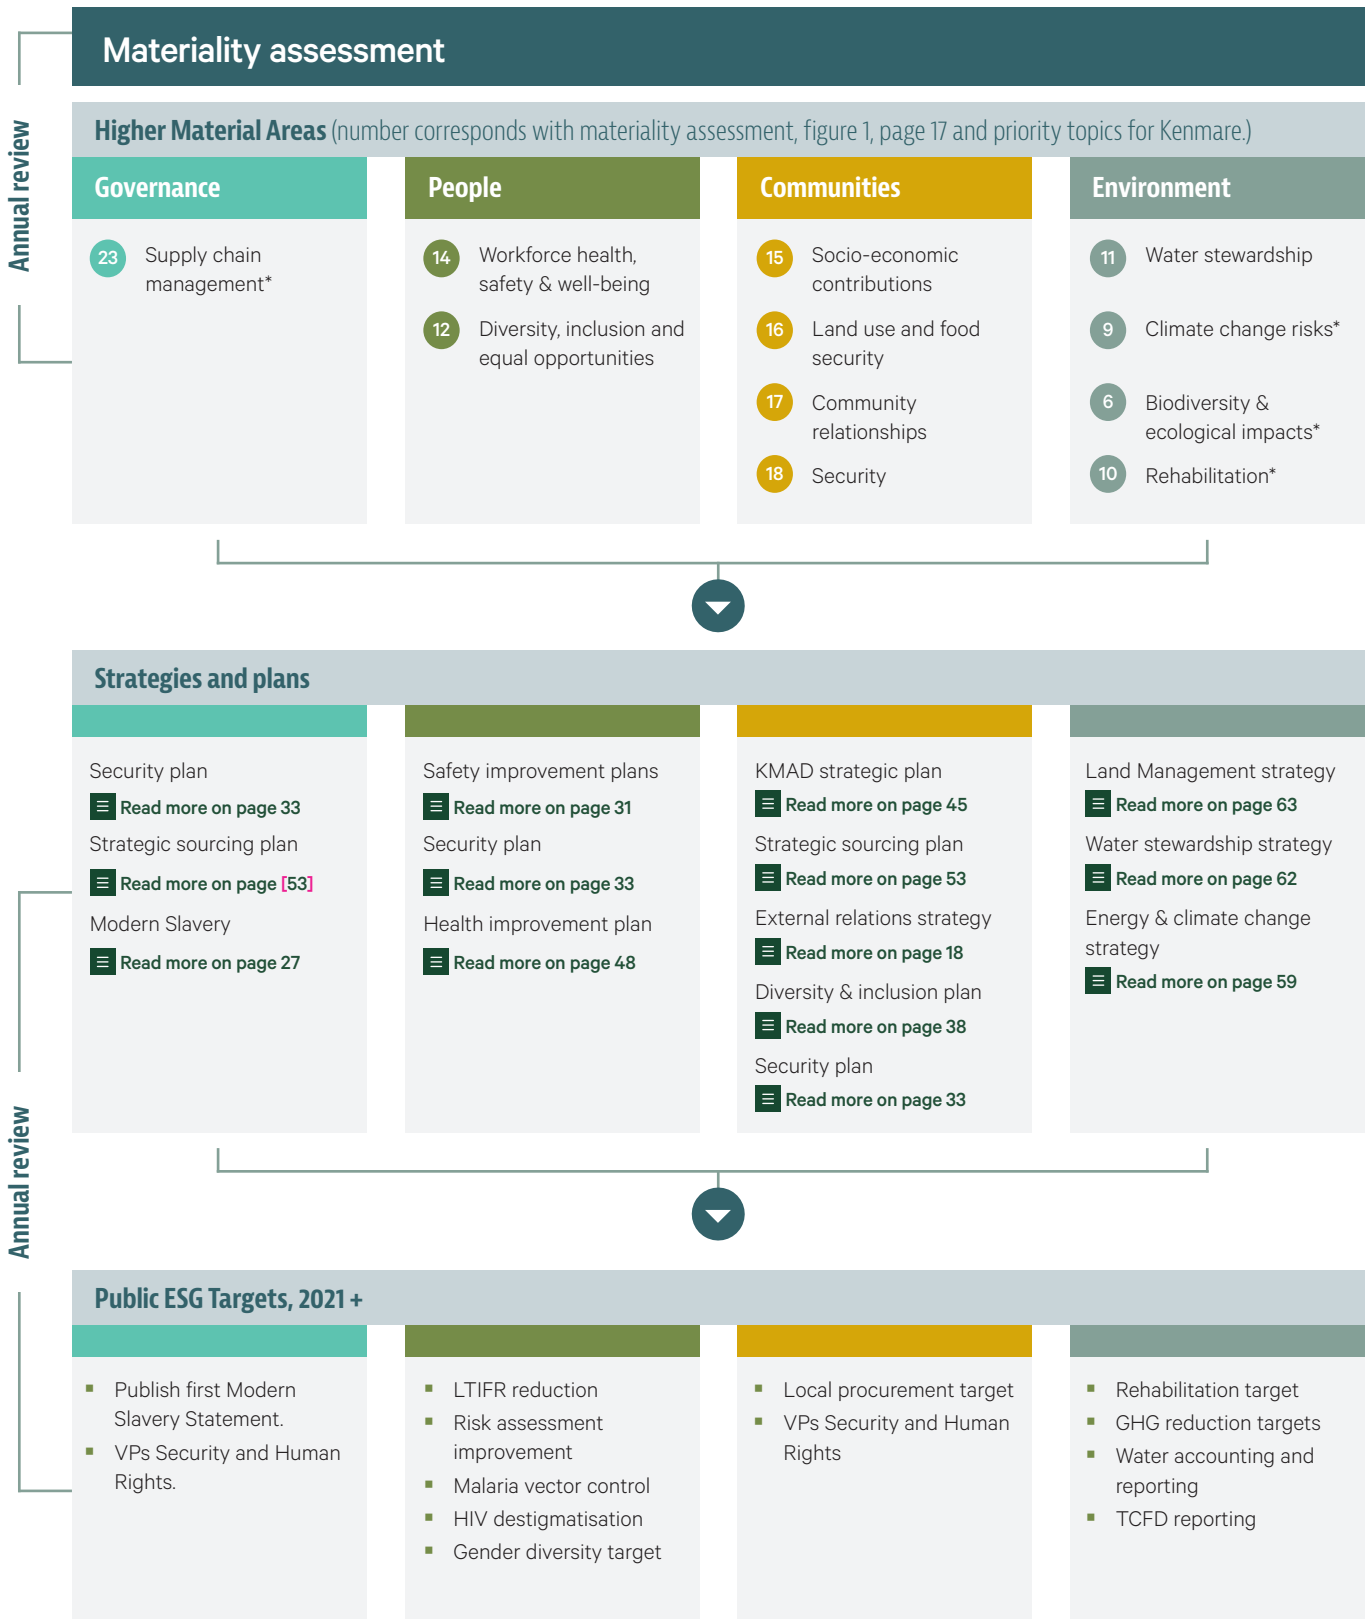 Materiality assessment
Annual review
Higher Material Areas (number corresponds with materiality assessment, figure 1, page 17 and priority topics for Kenmare.)
Governance
23 Supply chain
management*
People
14 Workforce health,
safety & well-being
12 Diversity, inclusion and
equal opportunities
Communities
15 Socio-economic
contributions
16 Land use and food
security
17 Community
relationships
18 Security
Environment
11 Water stewardship
9 Climate change risks*
6 Biodiversity &
ecological impacts*
10 Rehabilitation*
Annual review
Strategies and plans
Security plan
Read more on page 33
Strategic sourcing plan
Read more on page [53]
Modern Slavery
Read more on page 27
Safety improvement plans
Read more on page 31
Security plan
Read more on page 33
Health improvement plan
Read more on page 48
KMAD strategic plan
Read more on page 45
Strategic sourcing plan
Read more on page 53
External relations strategy
Read more on page 18
Diversity & inclusion plan
Read more on page 38
Security plan
Read more on page 33
Land Management strategy
Read more on page 63
Water stewardship strategy
Read more on page 62
Energy & climate change
strategy
Read more on page 59
Public ESG Targets, 2021 +
▪ Publish first Modern
Slavery Statement.
▪ VPs Security and Human
Rights.
▪ LTIFR reduction
▪ Risk assessment
improvement
▪ Malaria vector control
▪ HIV destigmatisation
▪ Gender diversity target
▪ Local procurement target
▪ VPs Security and Human
Rights
▪ Rehabilitation target
▪ GHG reduction targets
▪ Water accounting and
reporting
▪ TCFD reporting